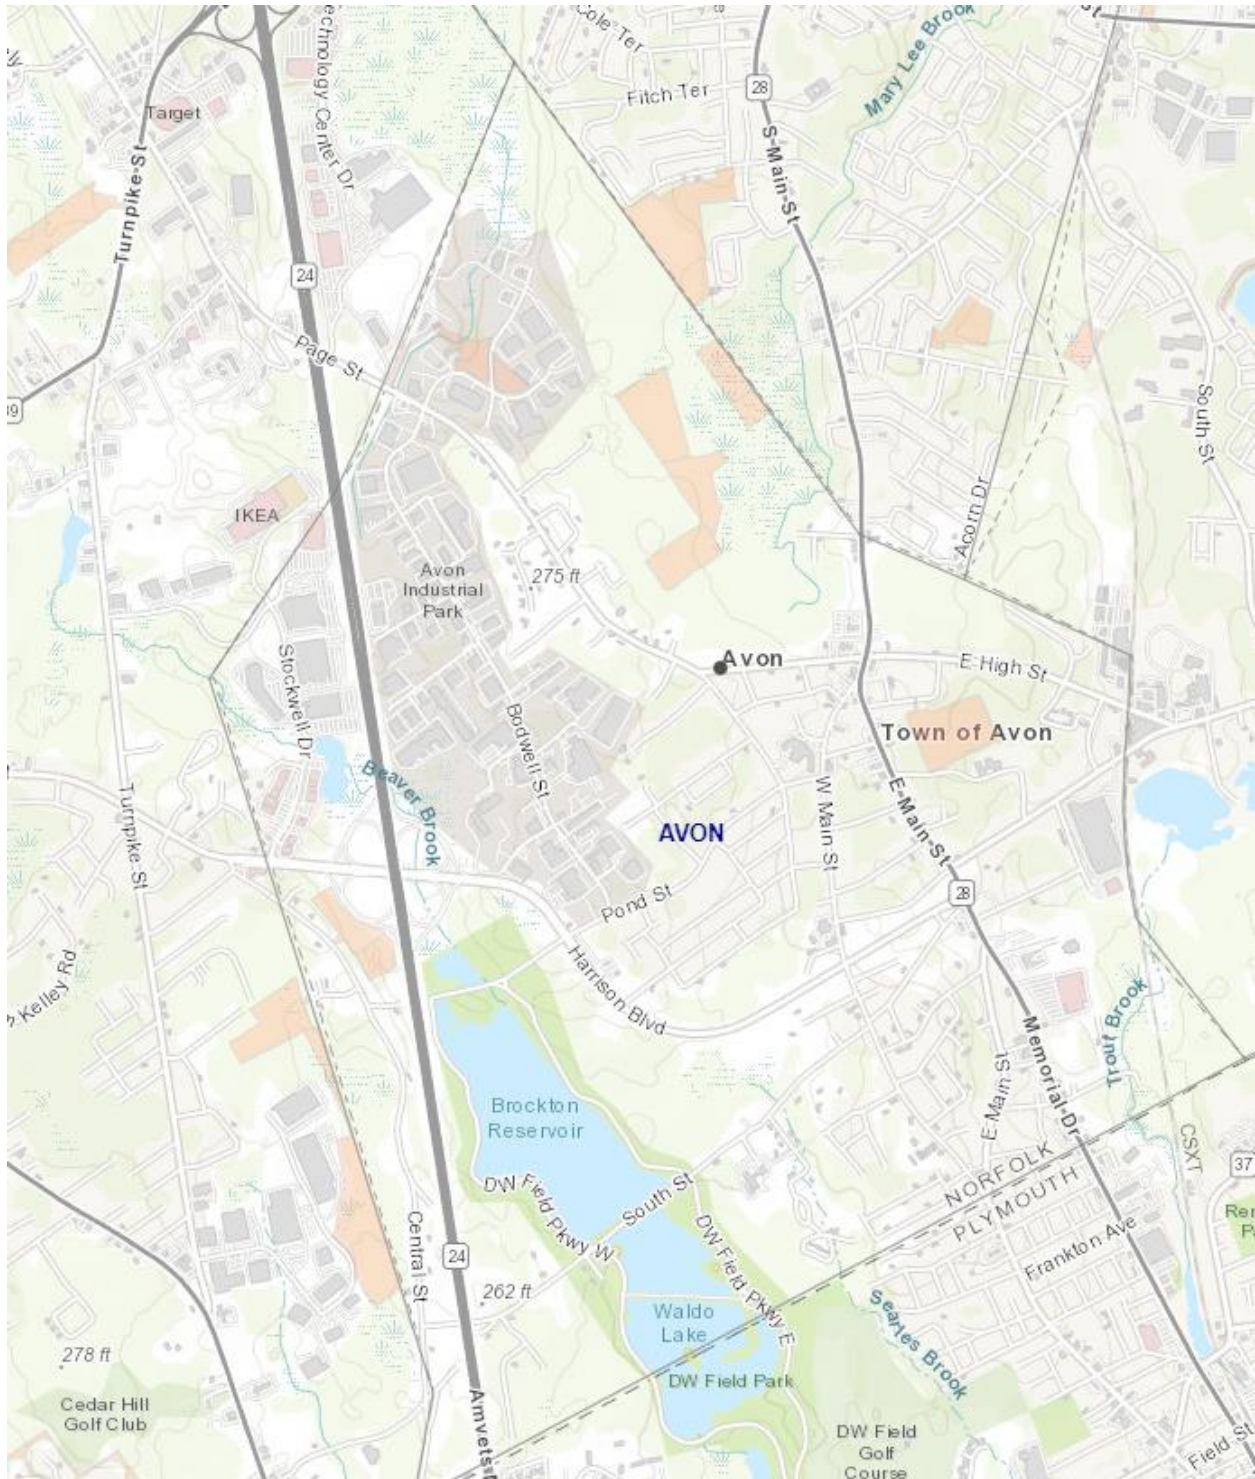 Cole Ter
Mary Lee Brook
St
Technology Center Dr
Fitch Ter
28
Target
S-Main-St
Turnpike-St
24
Page St
South-St
IKEA
Acorn Dr
Avon
Industrial
Park
275 ft
Avon
E High St
Stockwell Dr
Bodwell St
Town of Avon
Beaver Brook
Turnpike-St
W Main St
E-Main-St
AVON
28
Pond St
Harrison Blvd
Kelley Rd
Trout Brook
Memorial-Dr
E Main St
Brockton
Reservoir
CSXT
NORFOLK
PLYMOUTH
37
DW Field Pkwy W
South St
DW Field Pkwy E
Central St
24
Frankton Ave
262 ft
Waldo
Lake
Searles Brook
278 ft
DW Field Park
Cedar Hill
Golf Club
Amvets
DW Field
Golf
Course
Field St